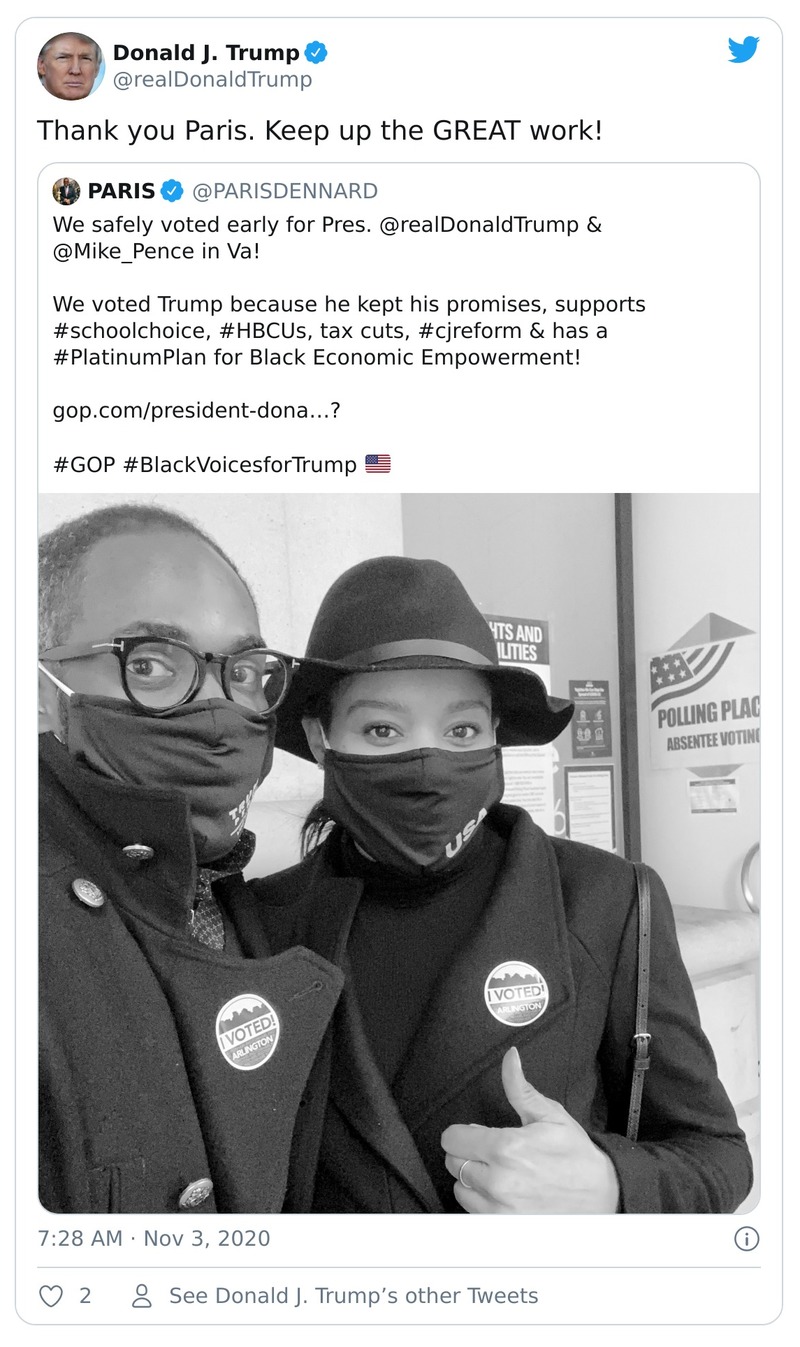 Donald J. Trump
@realDonaldTrump
Thank you Paris. Keep up the GREAT work!
PARIS @PARISDENNARD
We safely voted early for Pres. @realDonaldTrump &
@Mike_Pence in Va!
We voted Trump because he kept his promises, supports
#schoolchoice, #HBCUs, tax cuts, #cjreform & has a
#PlatinumPlan for Black Economic Empowerment!
gop.com/president-dona…?
#GOP #BlackVoicesforTrump 🇺🇸
HTS AND
ILITIES
POLLING PLAC
ABSENTEE VOTING
USA
I VOTED!
ARLINGTON
I VOTED!
ARLINGTON
7:28 AM · Nov 3, 2020
2
See Donald J. Trump’s other Tweets